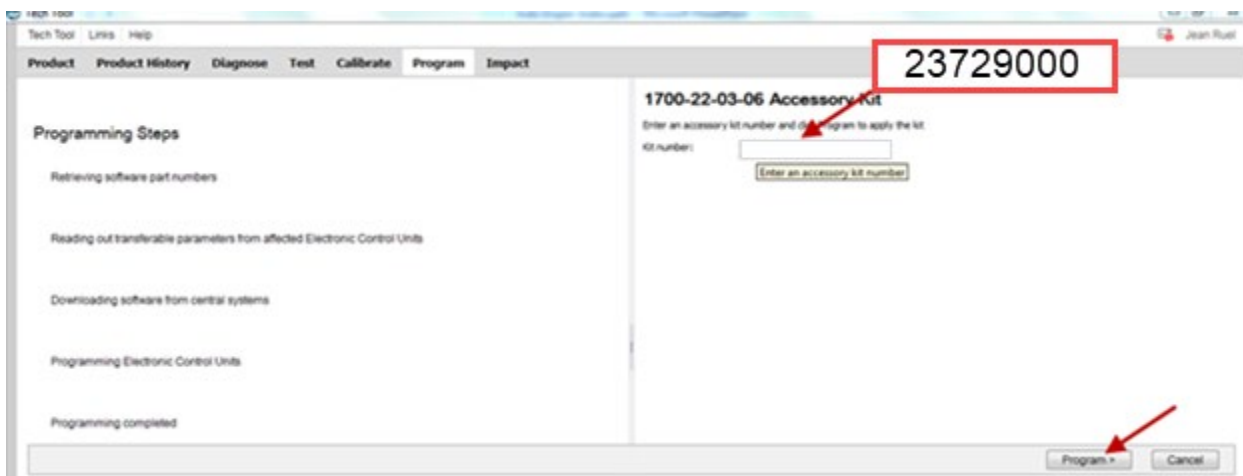 Tech Tool
Tech Tool Links Help
Jean Ruel
Product Product History Diagnose Test Calibrate Program Impact
23729000
1700-22-03-06 Accessory Kit
Enter an accessory kit number and click Program to apply the kit
Kit number:
Enter an accessory kit number
Programming Steps
Retrieving software part numbers
Reading out transferable parameters from affected Electronic Control Units
Downloading software from central systems
Programming Electronic Control Units
Programming completed
Program
Cancel